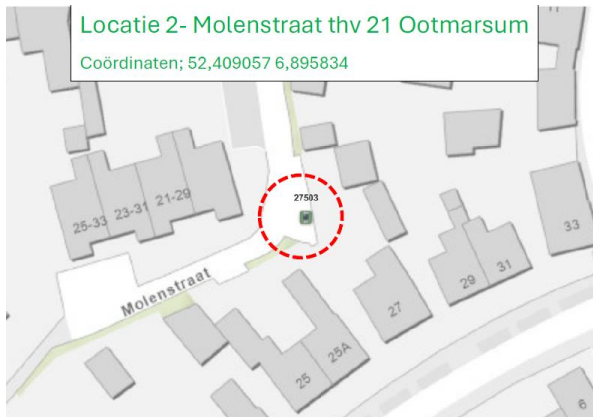 Locatie 2- Molenstraat thv 21 Ootmarsum
Coördinaten; 52,409057 6,895834
27503
25-33
23-31
21-29
33
31
29
Molenstraat
27
25A
25
6